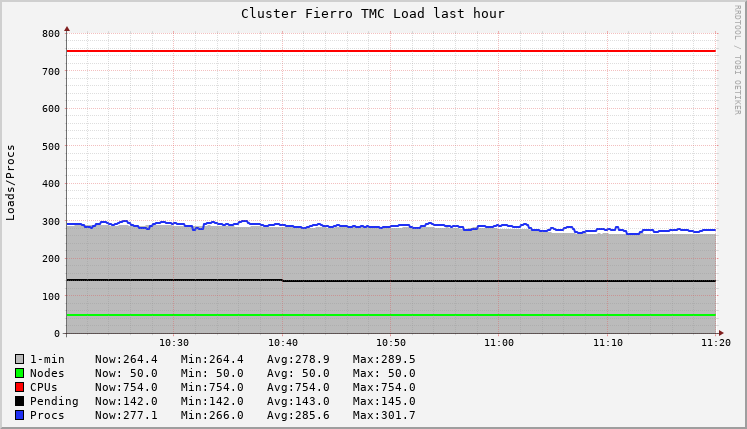 Cluster Fierro TMC Load last hour
RRDTOOL / TOBI OETIKER
Loads/Procs
800
700
600
500
400
300
200
100
0
10:30 10:40 10:50 11:00 11:10 11:20
1-min Now:264.4 Min:264.4 Avg:278.9 Max:289.5
Nodes Now: 50.0 Min: 50.0 Avg: 50.0 Max: 50.0
CPUs Now:754.0 Min:754.0 Avg:754.0 Max:754.0
Pending Now:142.0 Min:142.0 Avg:143.0 Max:145.0
Procs Now:277.1 Min:266.0 Avg:285.6 Max:301.7